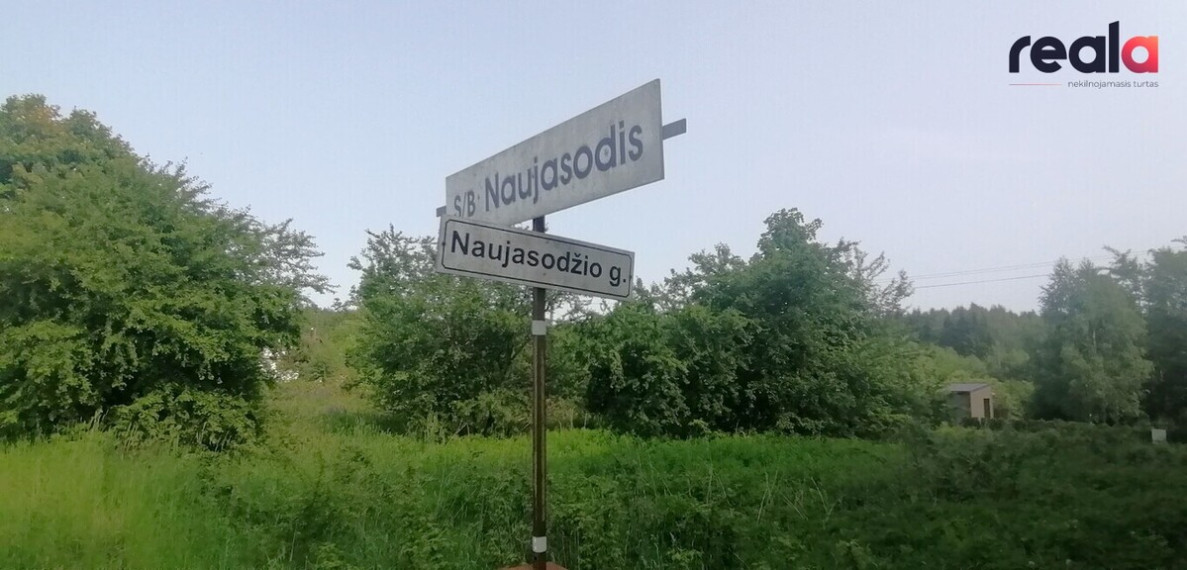 reala
nekilnojamasis turtas
S/B: Naujasodis
Naujasodžio g.